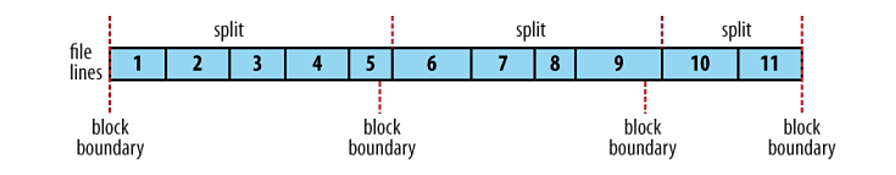 split split split
file lines 1 2 3 4 5 6 7 8 9 10 11
block boundary block boundary block boundary block boundary